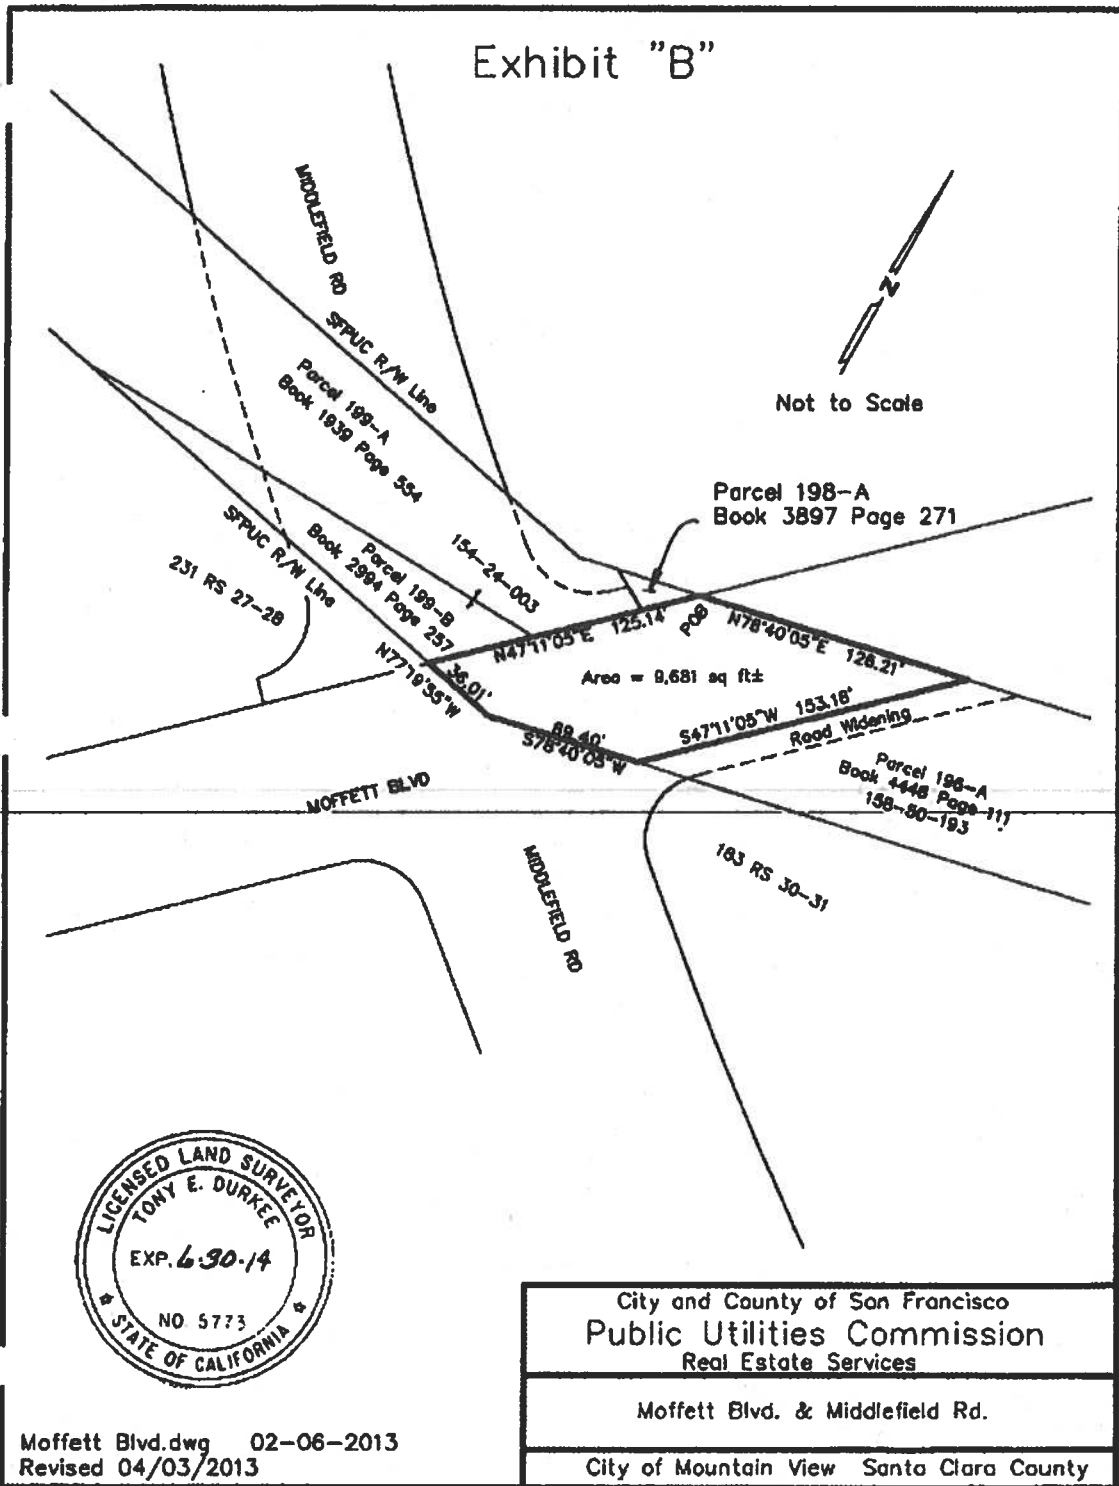 Exhibit "B"
MIDDLEFIELD RD
SFPUC R/W Line
Parcel 199-A
Book 1939 Page 554
Not to Scale
N
Parcel 198-A
Book 3897 Page 271
154-24-003
SFPUC R/W Line
Parcel 199-B
Book 2994 Page 257
231 RS 27-28
N47°11'05"E 125.14'
POB
N78°40'05"E 126.21'
N77°19'55"W
36.01'
Area = 9,681 sq ft±
89.40'
S78°40'05"W
S47°11'05"W 153.16'
Road Widening
Parcel 196-A
Book 4446 Page 111
158-50-193
MOFFETT BLVD
MIDDLEFIELD RD
183 RS 30-31
LICENSED LAND SURVEYOR
TONY E. DURKEE
EXP. 6-30-14
NO. 5773
STATE OF CALIFORNIA
City and County of San Francisco
Public Utilities Commission
Real Estate Services
Moffett Blvd. & Middlefield Rd.
City of Mountain View Santa Clara County
Moffett Blvd.dwg 02-06-2013
Revised 04/03/2013